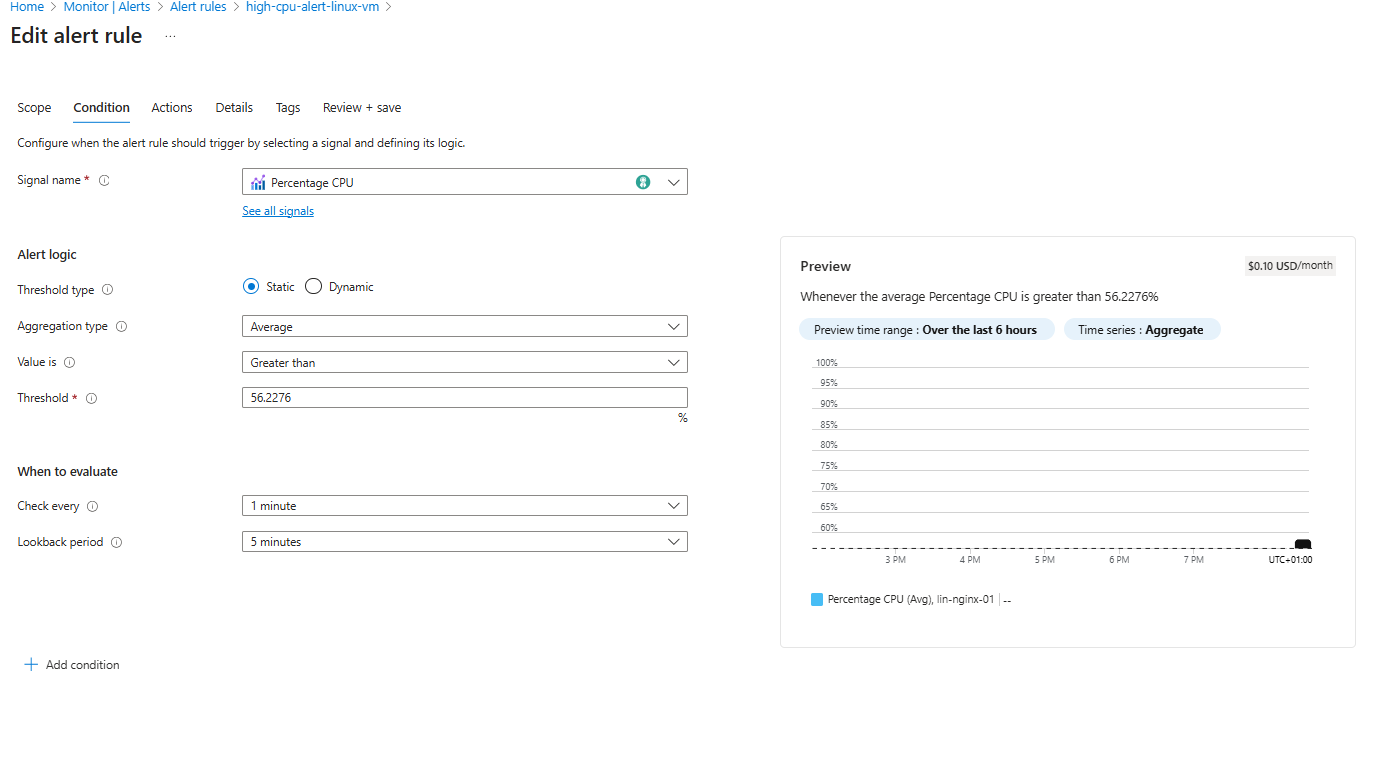 Home > Monitor | Alerts > Alert rules > high-cpu-alert-linux-vm >
Edit alert rule ...
Scope Condition Actions Details Tags Review + save
Configure when the alert rule should trigger by selecting a signal and defining its logic.
Signal name * Percentage CPU
See all signals
Alert logic
Threshold type Static Dynamic
Aggregation type Average
Value is Greater than
Threshold * 56.2276
%
When to evaluate
Check every 1 minute
Lookback period 5 minutes
+ Add condition
Preview $0.10 USD/month
Whenever the average Percentage CPU is greater than 56.2276%
Preview time range : Over the last 6 hours Time series : Aggregate
100%
95%
90%
85%
80%
75%
70%
65%
60%
3 PM 4 PM 5 PM 6 PM 7 PM UTC+01:00
Percentage CPU (Avg), lin-nginx-01 | --